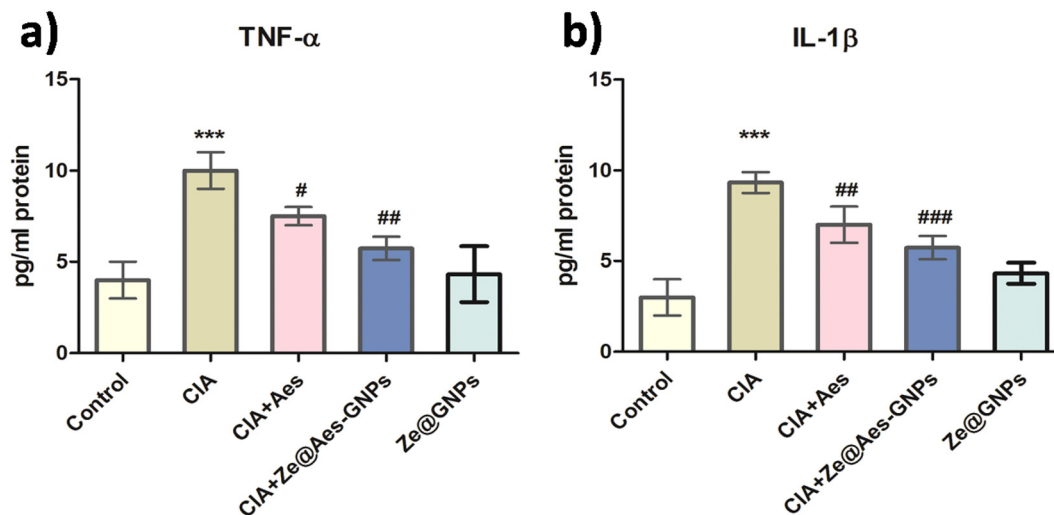 a)
TNF-α
pg/ml protein
15
10
5
0
***
#
##
Control
CIA
CIA+Aes
CIA+Ze@Aes-GNPs
Ze@GNPs
b)
IL-1β
pg/ml protein
15
10
5
0
***
##
###
Control
CIA
CIA+Aes
CIA+Ze@Aes-GNPs
Ze@GNPs